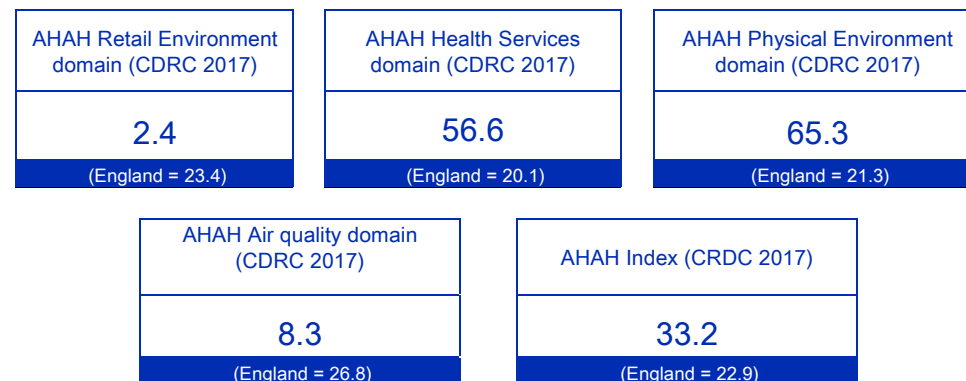 AHAH Retail Environment
domain (CDRC 2017)
2.4
(England = 23.4)
AHAH Health Services
domain (CDRC 2017)
56.6
(England = 20.1)
AHAH Physical Environment
domain (CDRC 2017)
65.3
(England = 21.3)
AHAH Air quality domain
(CDRC 2017)
8.3
(England = 26.8)
AHAH Index (CRDC 2017)
33.2
(England = 22.9)